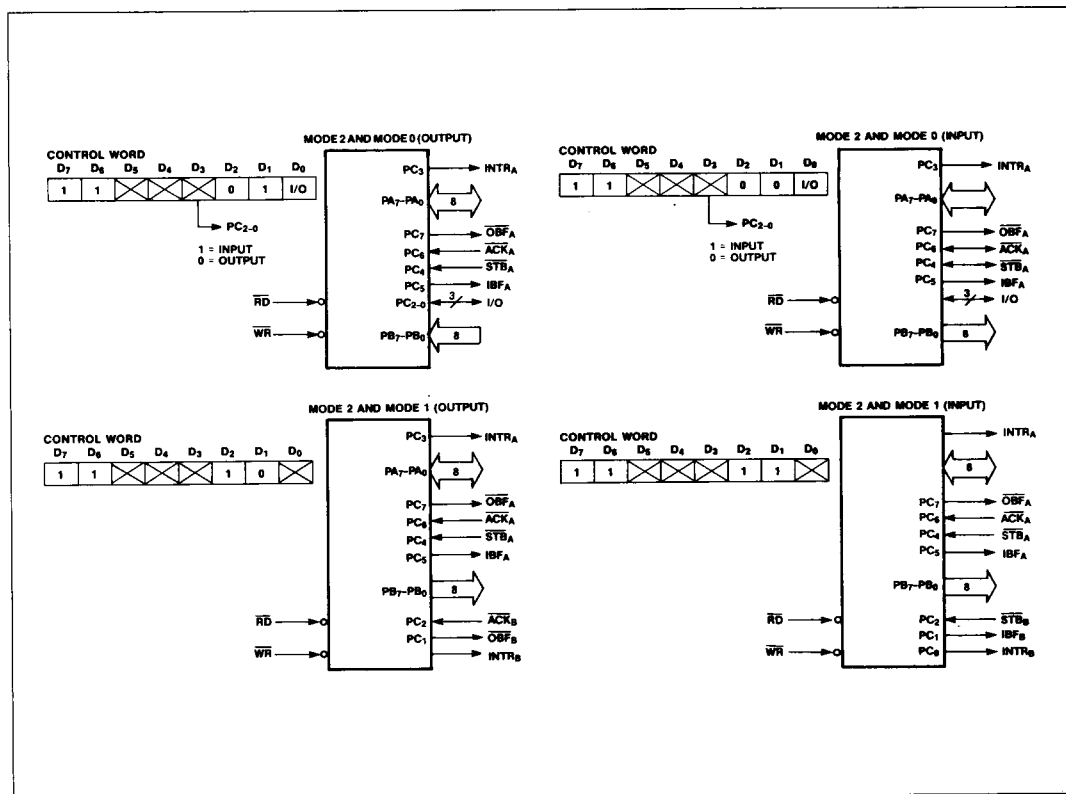 MODE 2 AND MODE 0 (OUTPUT)
CONTROL WORD
D7 D6 D5 D4 D3 D2 D1 D0
1 1 0 1 I/O
PC2-0
1 = INPUT
0 = OUTPUT
RD
WR
PC3 INTRA
PA7-PA0 8
PC7 OBFA
PC6 ACKA
PC4 STBA
PC5 IBFA
PC2-0 3 I/O
PB7-PB0 8
MODE 2 AND MODE 0 (INPUT)
CONTROL WORD
D7 D6 D5 D4 D3 D2 D1 D0
1 1 0 0 I/O
PC2-0
1 = INPUT
0 = OUTPUT
RD
WR
PC3 INTRA
PA7-PA0
PC7 OBFA
PC6 ACKA
PC4 STBA
PC5 IBFA
3 I/O
PB7-PB0 8
MODE 2 AND MODE 1 (OUTPUT)
CONTROL WORD
D7 D6 D5 D4 D3 D2 D1 D0
1 1 1 0
RD
WR
PC3 INTRA
PA7-PA0 8
PC7 OBFA
PC6 ACKA
PC4 STBA
PC5 IBFA
PB7-PB0 8
PC2 ACKB
PC1 OBFB
INTRB
MODE 2 AND MODE 1 (INPUT)
CONTROL WORD
D7 D6 D5 D4 D3 D2 D1 D0
1 1 1 1
RD
WR
INTRA
8
PC7 OBFA
PC6 ACKA
PC4 STBA
PC5 IBFA
PB7-PB0 8
PC2 STBB
PC1 IBFB
PC0 INTRB